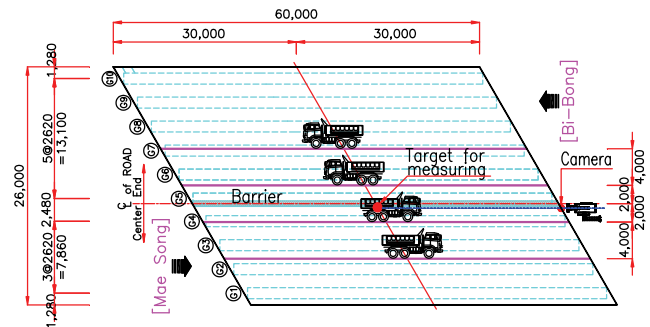 60,000
30,000
30,000
1,280
5@2620
=13,100
26,000
2,480
3@2620
=7,860
1,280
G10
G9
G8
G7
G6
G5
G4
G3
G2
G1
℄ of ROAD
Center End
Barrier
Target for
measuring
Camera
[Bi-Bong]
[Mae Song]
4,000
2,000
2,000
4,000